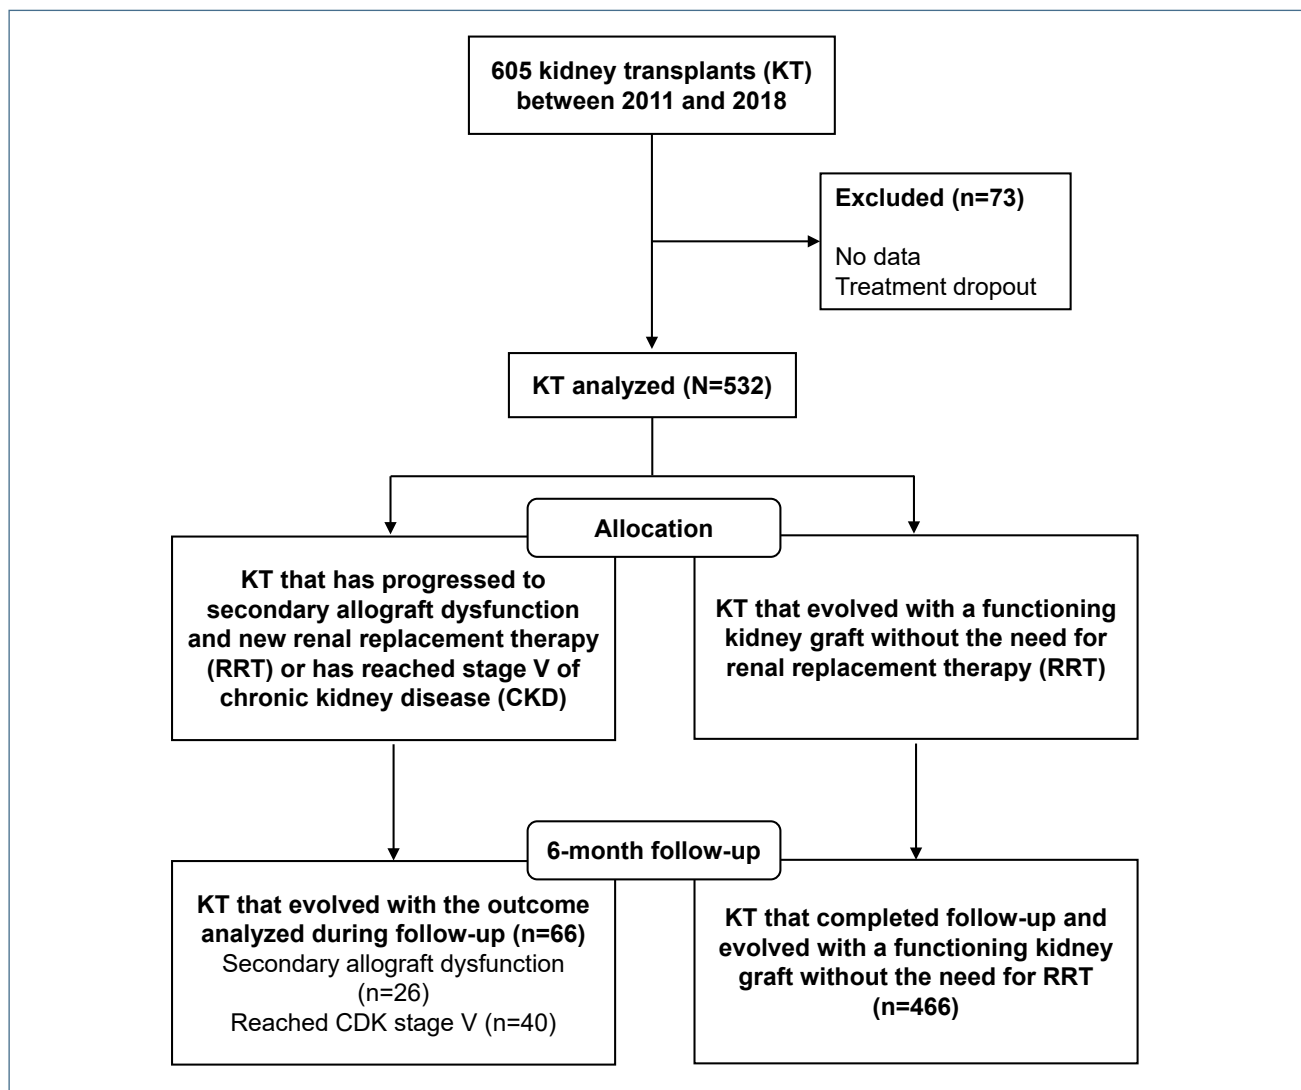 605 kidney transplants (KT)
between 2011 and 2018
Excluded (n=73)
No data
Treatment dropout
KT analyzed (N=532)
Allocation
KT that has progressed to
secondary allograft dysfunction
and new renal replacement therapy
(RRT) or has reached stage V of
chronic kidney disease (CKD)
KT that evolved with a functioning
kidney graft without the need for
renal replacement therapy (RRT)
6-month follow-up
KT that evolved with the outcome
analyzed during follow-up (n=66)
Secondary allograft dysfunction
(n=26)
Reached CDK stage V (n=40)
KT that completed follow-up and
evolved with a functioning kidney
graft without the need for RRT
(n=466)